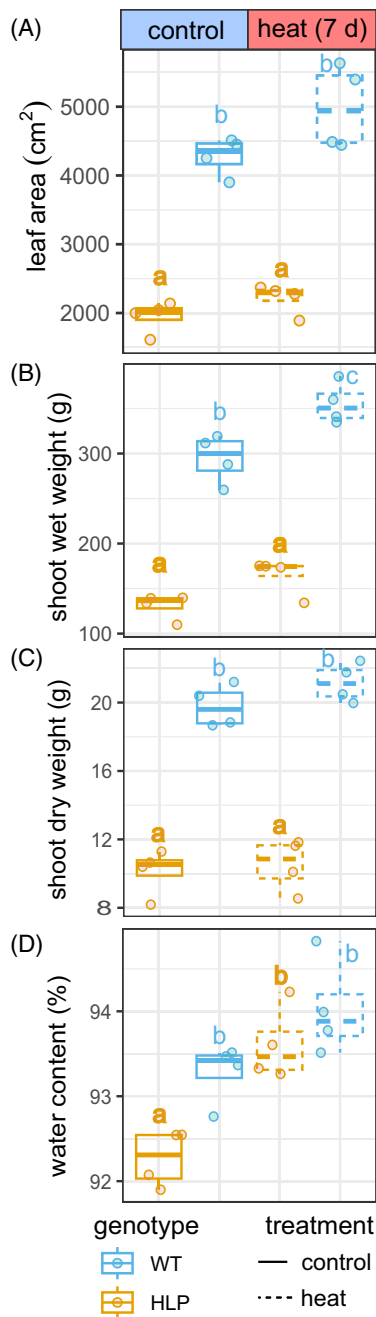 (A)
control heat (7 d)
leaf area (cm²)
5000
4000
3000
2000
b
b
a
a
(B)
shoot wet weight (g)
300
200
100
b
c
a
a
(C)
shoot dry weight (g)
20
16
12
8
b
b
a
a
(D)
water content (%)
94
93
92
b
b
b
a
genotype treatment
WT control
HLP heat